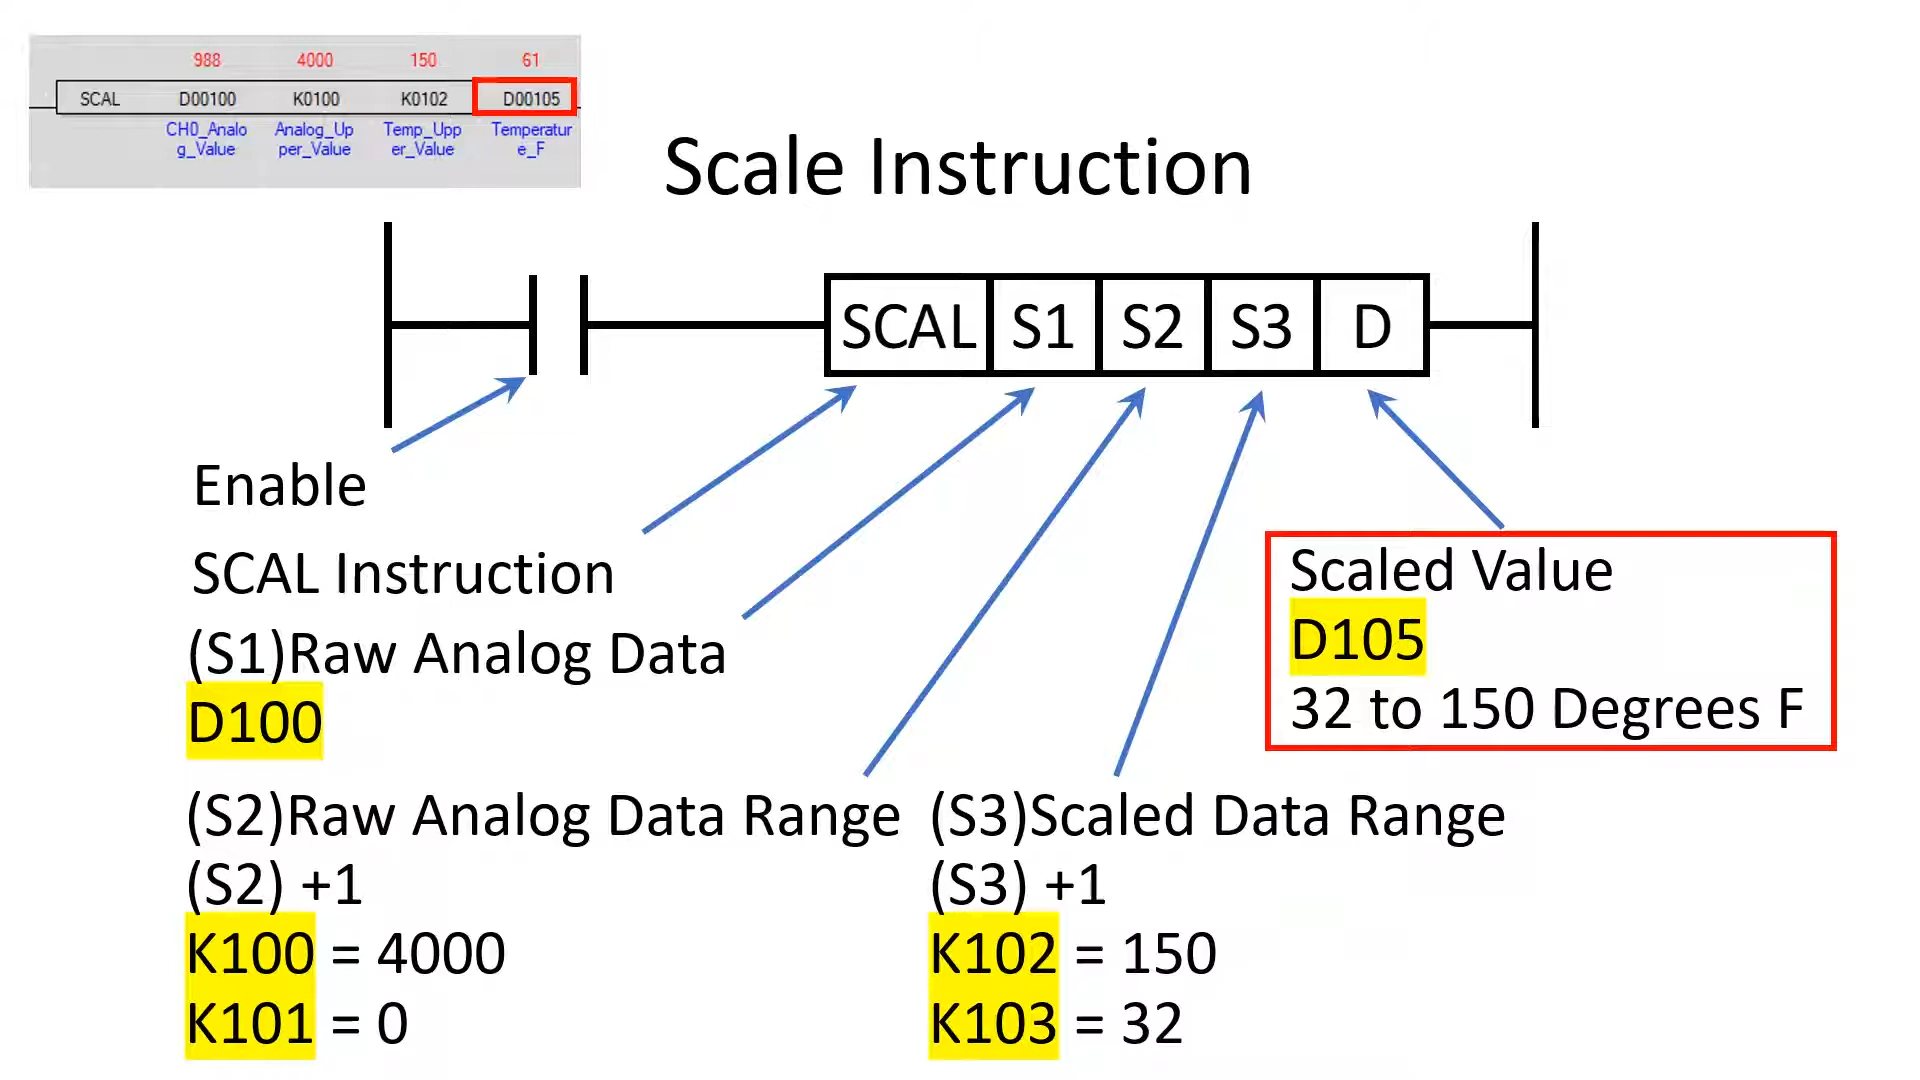 988 4000 150 61
SCAL D00100 K0100 K0102 D00105
CH0_Analo Analog_Up Temp_Upp Temperatur
g_Value per_Value er_Value e_F
Scale Instruction
SCAL S1 S2 S3 D
Enable
SCAL Instruction
(S1)Raw Analog Data
D100
Scaled Value
D105
32 to 150 Degrees F
(S2)Raw Analog Data Range
(S2) +1
K100 = 4000
K101 = 0
(S3)Scaled Data Range
(S3) +1
K102 = 150
K103 = 32